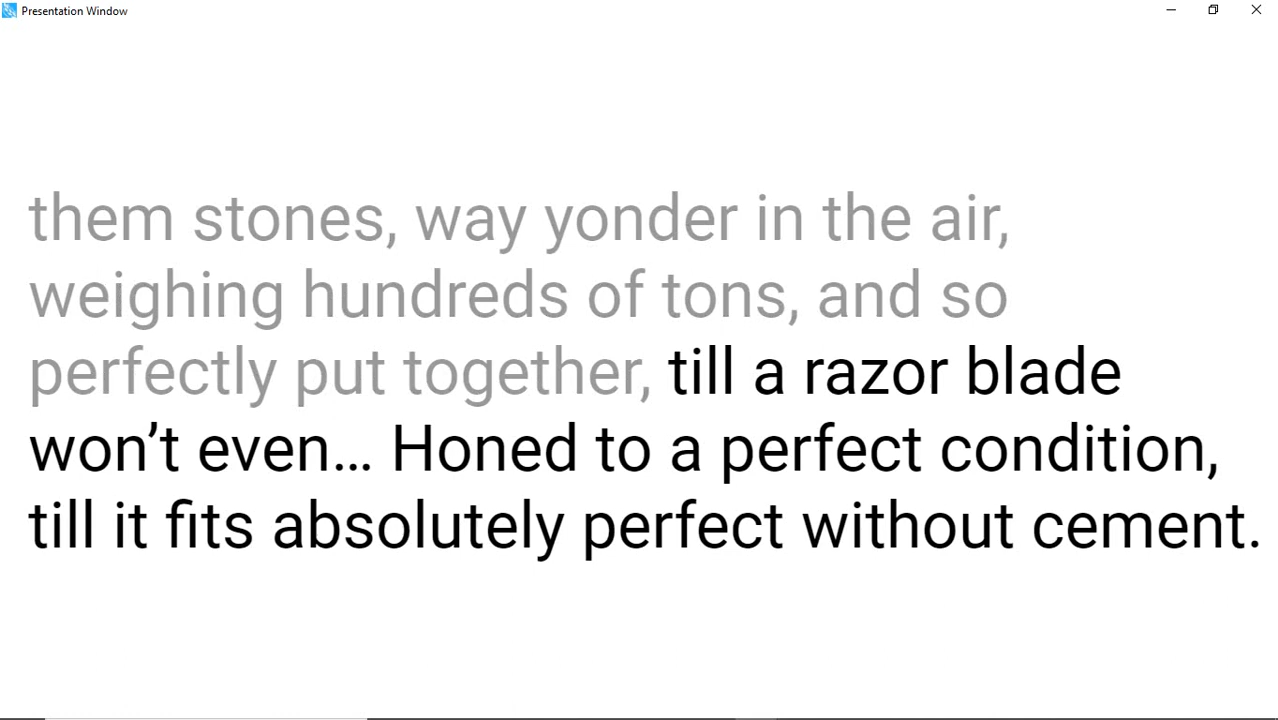 Presentation Window
them stones, way yonder in the air,
weighing hundreds of tons, and so
perfectly put together, till a razor blade
won’t even… Honed to a perfect condition,
till it fits absolutely perfect without cement.